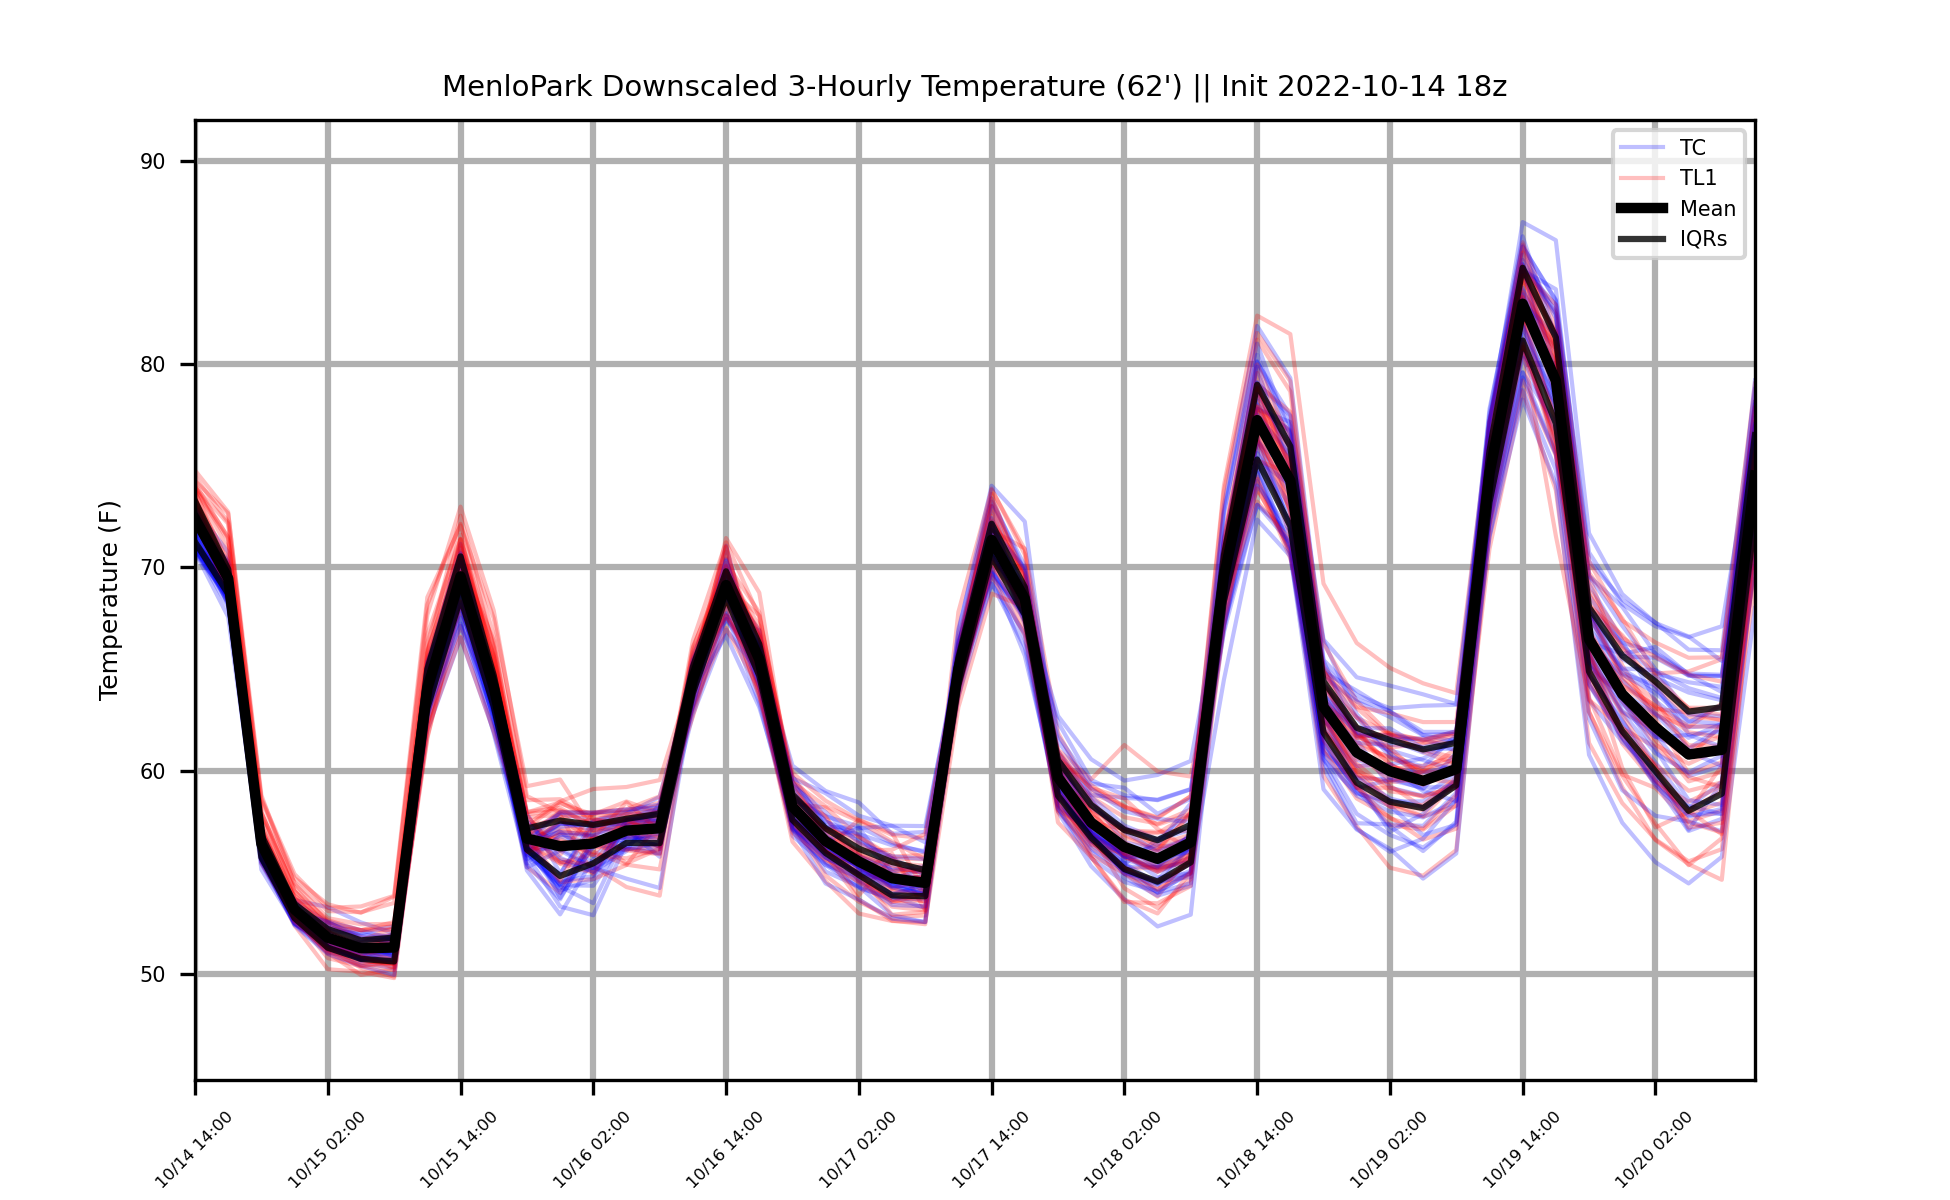 MenloPark Downscaled 3-Hourly Temperature (62') || Init 2022-10-14 18z
TC
TL1
Mean
IQRs
Temperature (F)
90
80
70
60
50
10/14 14:00
10/15 02:00
10/15 14:00
10/16 02:00
10/16 14:00
10/17 02:00
10/17 14:00
10/18 02:00
10/18 14:00
10/19 02:00
10/19 14:00
10/20 02:00